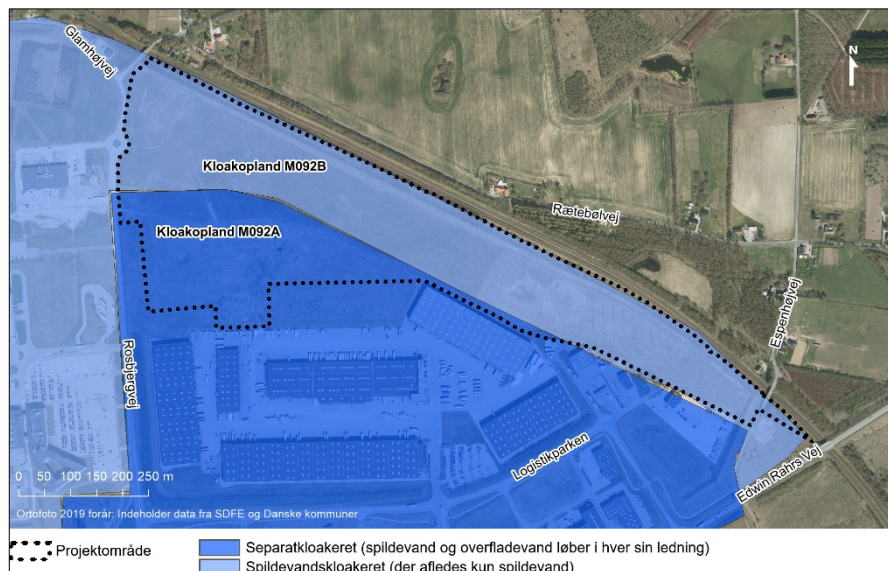 Glamhøjvej
N
Kloakopland M092B
Rætebølvej
Kloakopland M092A
Espenhøjvej
Rosbjergvej
Logistikparken
Edwin Rahrs Vej
0 50 100 150 200 250 m
Ortofoto 2019 forår: Indeholder data fra SDFE og Danske kommuner
Projektområde
Separatkloakeret (spildevand og overfladevand løber i hver sin ledning)
Spildevandskloakeret (der afledes kun spildevand)